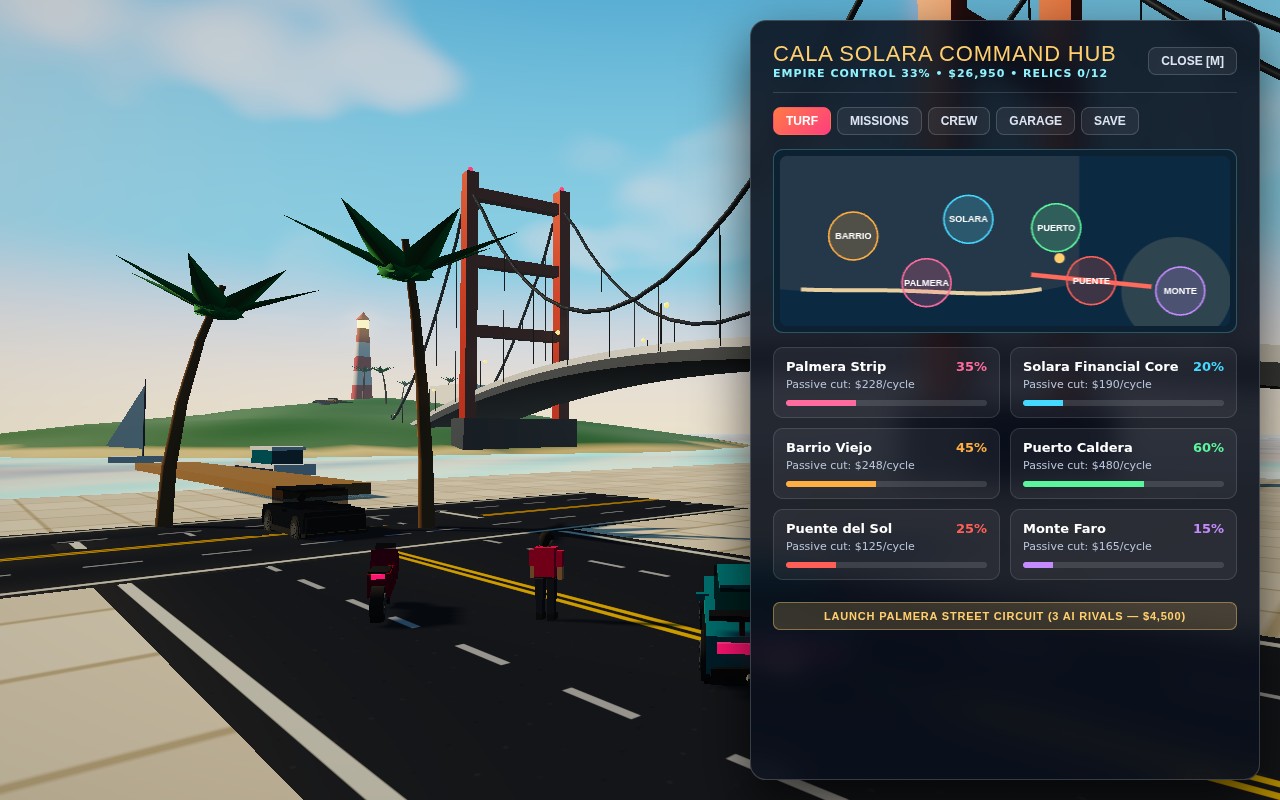 CALA SOLARA COMMAND HUB
EMPIRE CONTROL 33% • $26,950 • RELICS 0/12
CLOSE [M]
TURF
MISSIONS
CREW
GARAGE
SAVE
BARRIO
SOLARA
PUERTO
PALMERA
PUENTE
MONTE
Palmera Strip 35%
Passive cut: $228/cycle
Solara Financial Core 20%
Passive cut: $190/cycle
Barrio Viejo 45%
Passive cut: $248/cycle
Puerto Caldera 60%
Passive cut: $480/cycle
Puente del Sol 25%
Passive cut: $125/cycle
Monte Faro 15%
Passive cut: $165/cycle
LAUNCH PALMERA STREET CIRCUIT (3 AI RIVALS — $4,500)